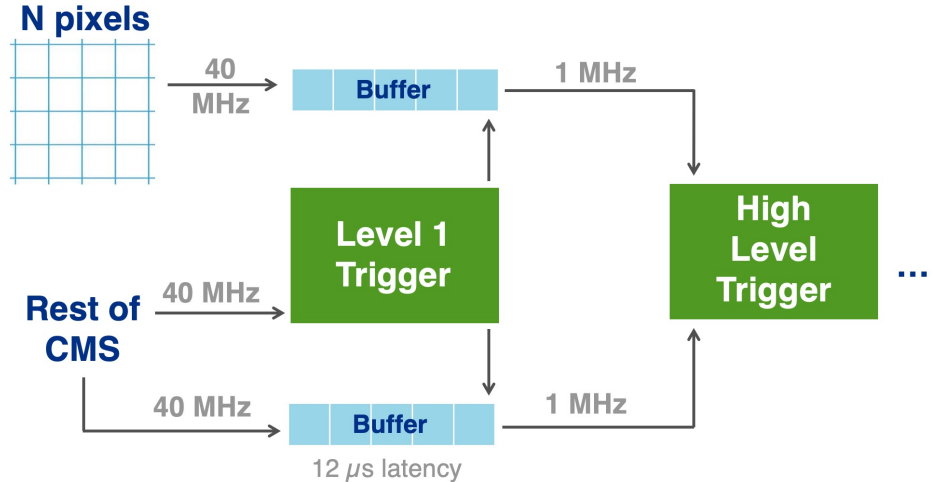 N pixels
40
MHz
Buffer
1 MHz
Level 1
Trigger
High
Level
Trigger
...
40 MHz
Rest of
CMS
40 MHz
Buffer
1 MHz
12 μs latency